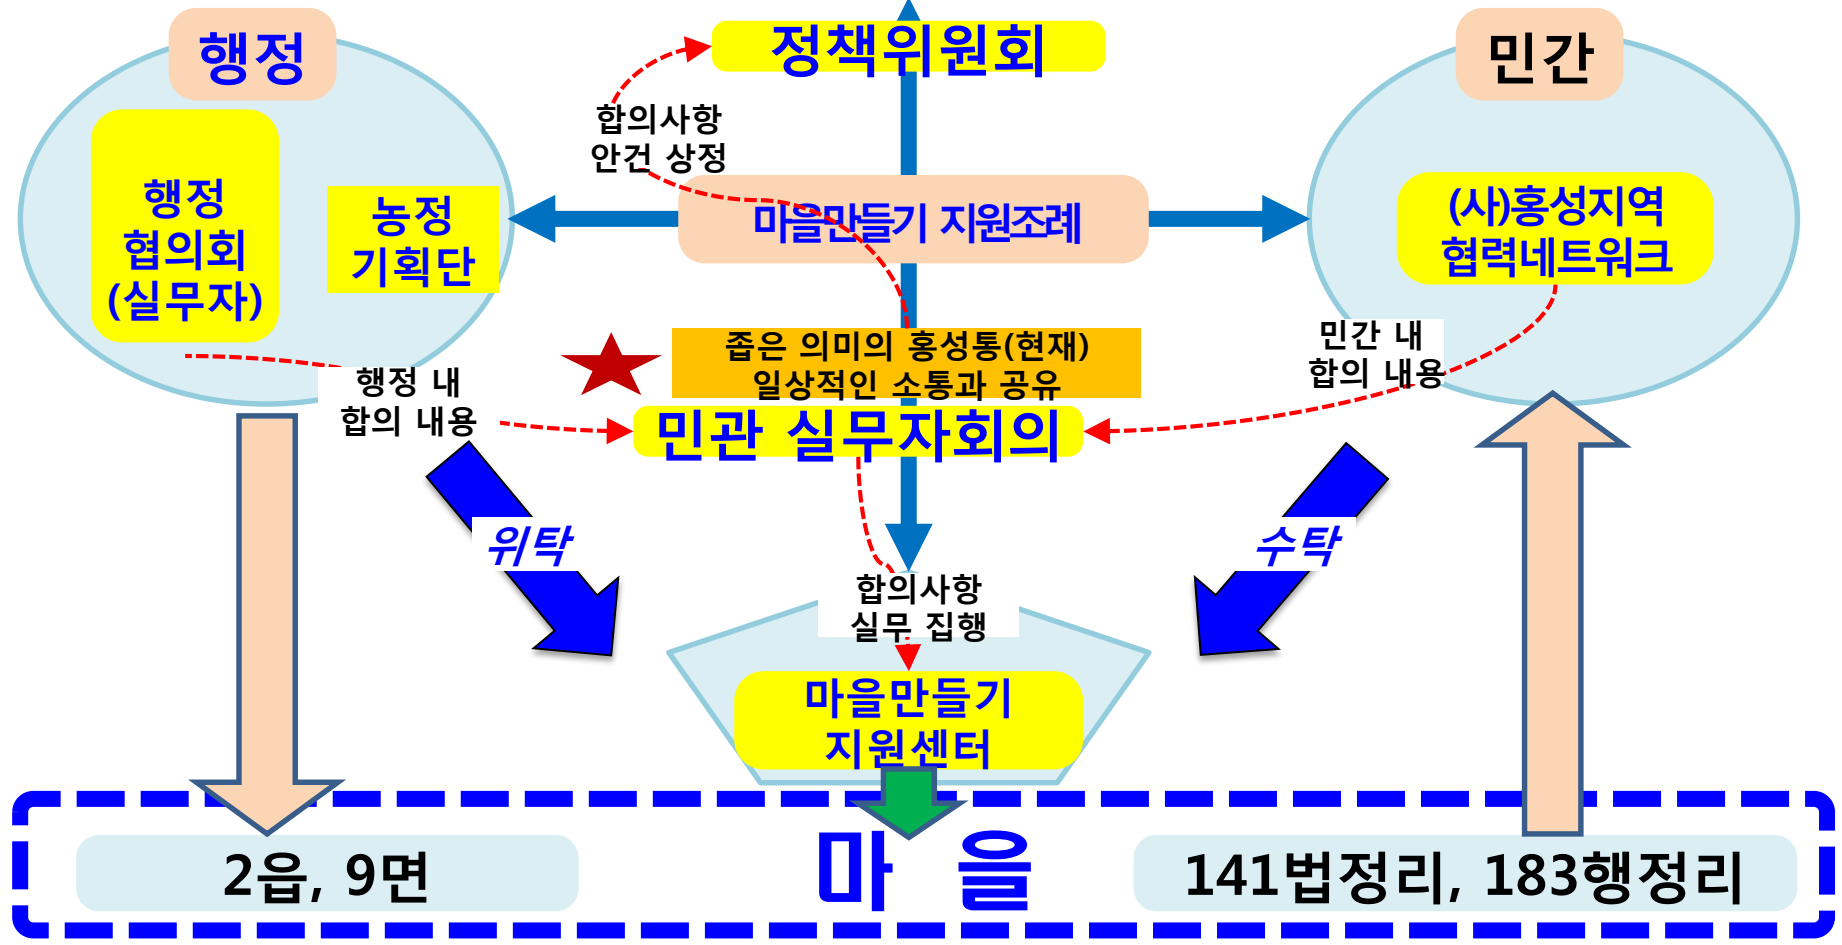 행정
정책위원회
민간
합의사항
안건 상정
행정
협의회
(실무자)
농정
기획단
마을만들기 지원조례
(사)홍성지역
협력네트워크
좁은 의미의 홍성통(현재)
일상적인 소통과 공유
민간 내
합의 내용
행정 내
합의 내용
민관 실무자회의
위탁
수탁
합의사항
실무 집행
마을만들기
지원센터
2읍, 9면
마 을
141법정리, 183행정리